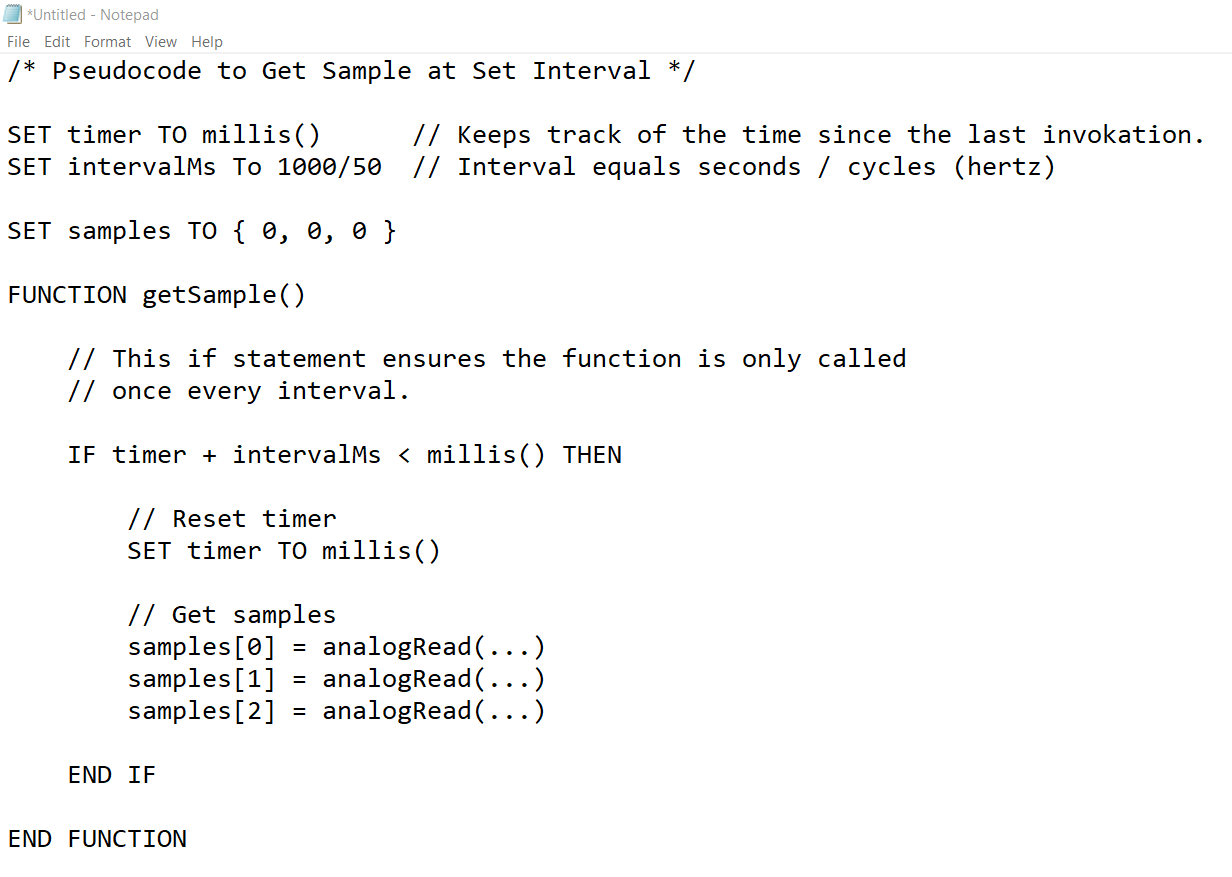 *Untitled - Notepad
File Edit Format View Help
/* Pseudocode to Get Sample at Set Interval */
SET timer TO millis() // Keeps track of the time since the last invokation.
SET intervalMs To 1000/50 // Interval equals seconds / cycles (hertz)
SET samples TO { 0, 0, 0 }
FUNCTION getSample()
// This if statement ensures the function is only called
// once every interval.
IF timer + intervalMs < millis() THEN
// Reset timer
SET timer TO millis()
// Get samples
samples[0] = analogRead(...)
samples[1] = analogRead(...)
samples[2] = analogRead(...)
END IF
END FUNCTION